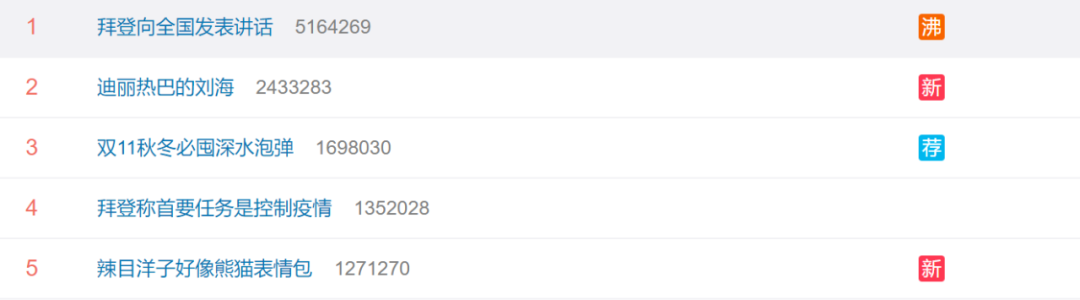 1 拜登向全国发表讲话 5164269 沸
2 迪丽热巴的刘海 2433283 新
3 双11秋冬必囤深水泡弹 1698030 荐
4 拜登称首要任务是控制疫情 1352028
5 辣目洋子好像熊猫表情包 1271270 新